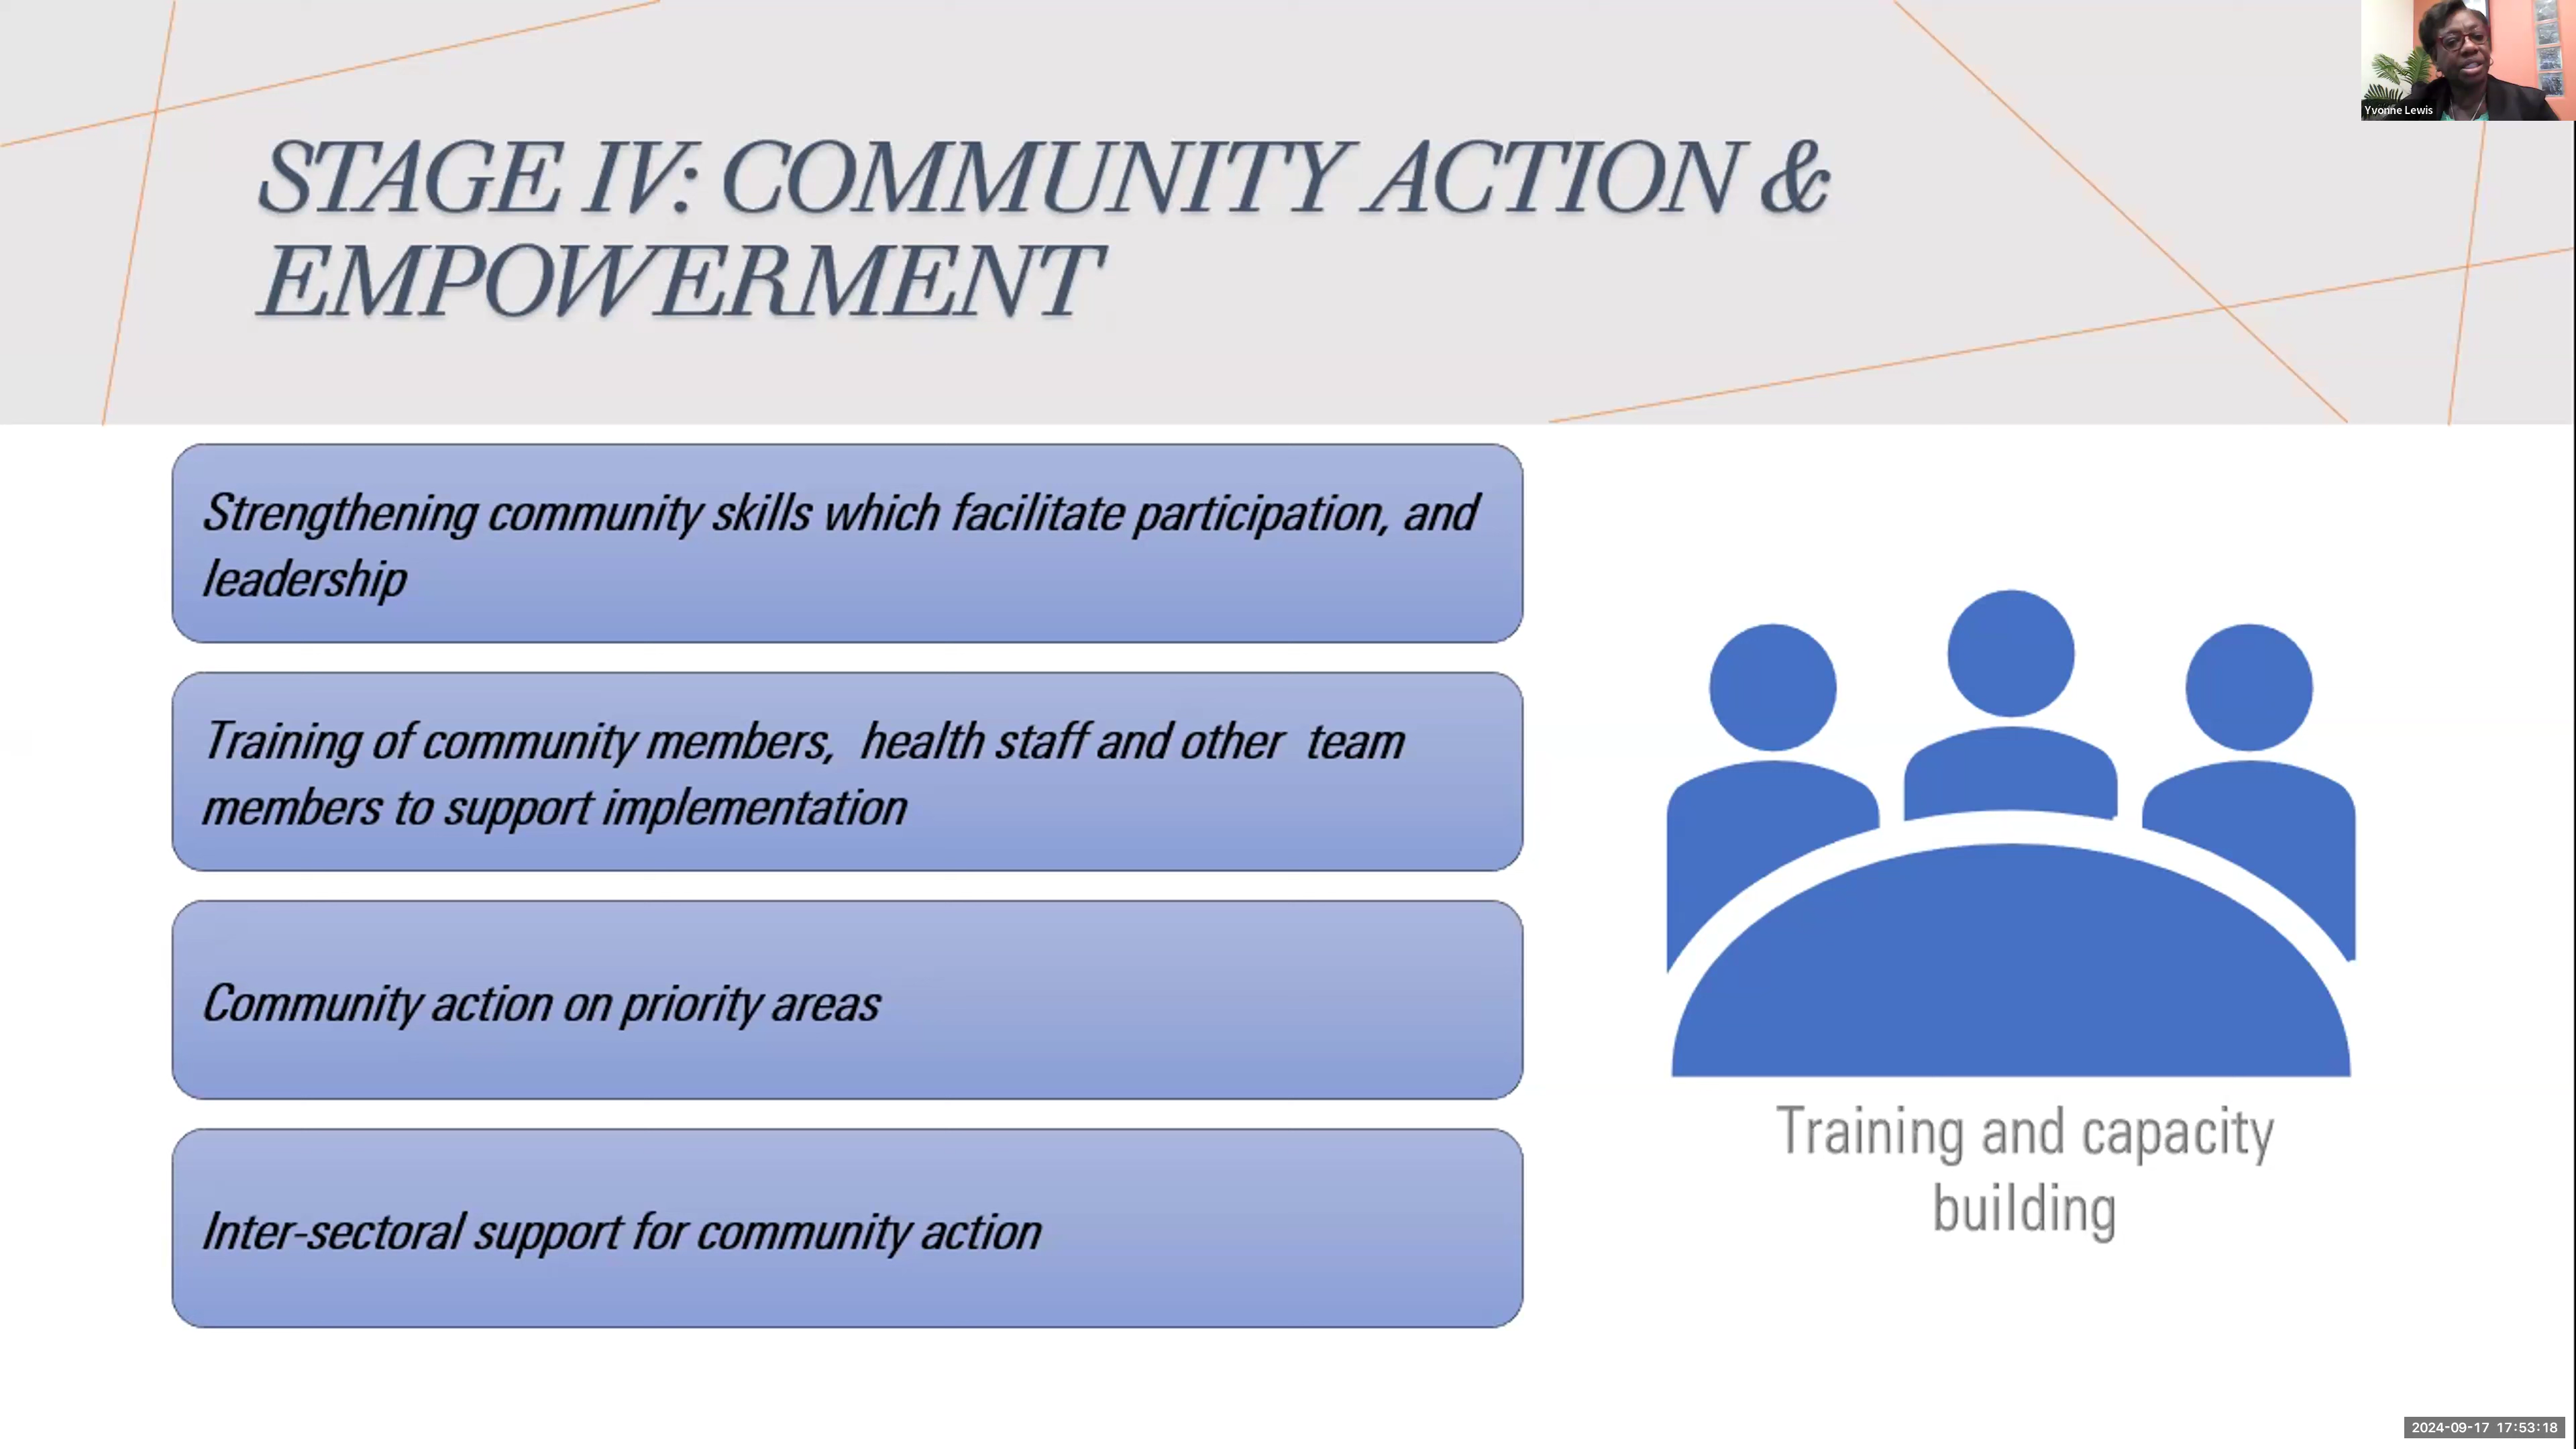 Yvonne Lewis
STAGE IV: COMMUNITY ACTION &
EMPOWERMENT
Strengthening community skills which facilitate participation, and
leadership
Training of community members,  health staff and other  team
members to support implementation
Community action on priority areas
Inter-sectoral support for community action
Training and capacity
building
2024-09-17 17:53:18